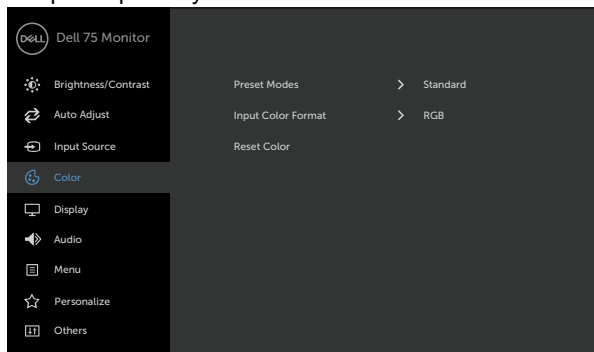 DELL
Dell 75 Monitor
Brightness/Contrast
Auto Adjust
Input Source
Color
Display
Audio
Menu
Personalize
Others
Preset Modes > Standard
Input Color Format > RGB
Reset Color